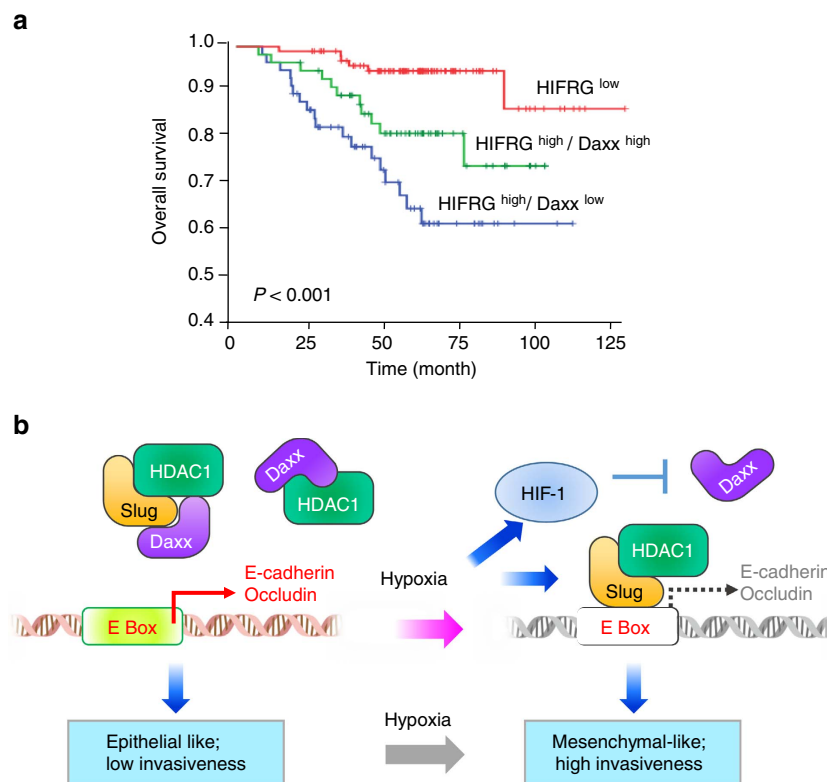 a
1.0
0.9
0.8
0.7
0.6
0.5
0.4
Overall survival
HIFRG low
HIFRG high / Daxx high
HIFRG high/ Daxx low
P < 0.001
0
25
50
75
100
125
Time (month)
b
HDAC1
Slug
Daxx
Daxx
HDAC1
E-cadherin
Occludin
E Box
Hypoxia
HIF-1
Daxx
HDAC1
Slug
E-cadherin
Occludin
E Box
Epithelial like;
low invasiveness
Hypoxia
Mesenchymal-like;
high invasiveness